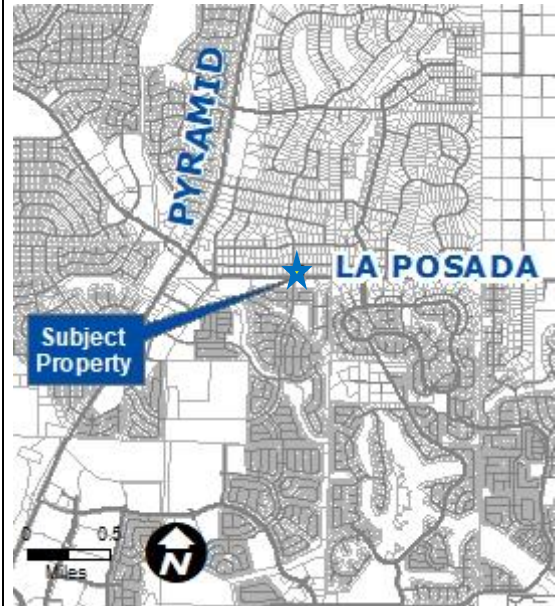 PYRAMID
LA POSADA
Subject
Property
0 0.5
Miles
N